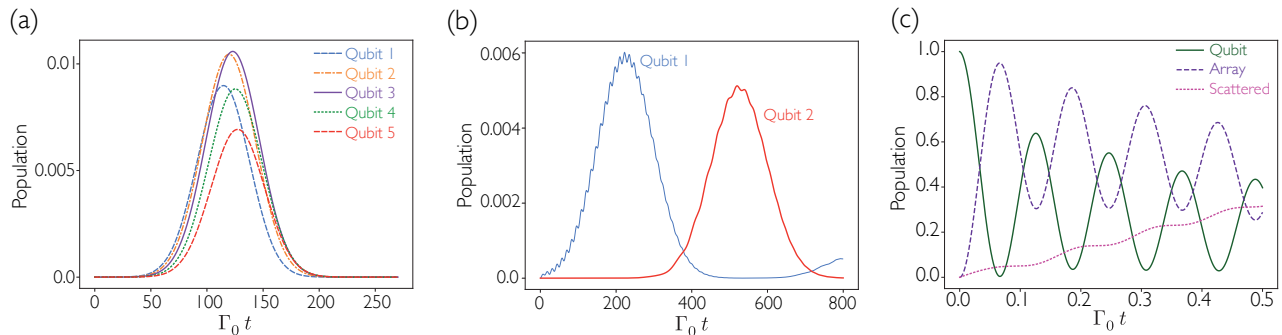 (a)
Population
0.01
0.005
0.0
0
50
100
150
200
250
Γ₀ t
Qubit 1
Qubit 2
Qubit 3
Qubit 4
Qubit 5
(b)
Population
0.006
0.004
0.002
0.000
0
200
400
600
800
Γ₀ t
Qubit 1
Qubit 2
(c)
Population
1.0
0.8
0.6
0.4
0.2
0.0
0.0
0.1
0.2
0.3
0.4
0.5
Γ₀ t
Qubit
Array
Scattered